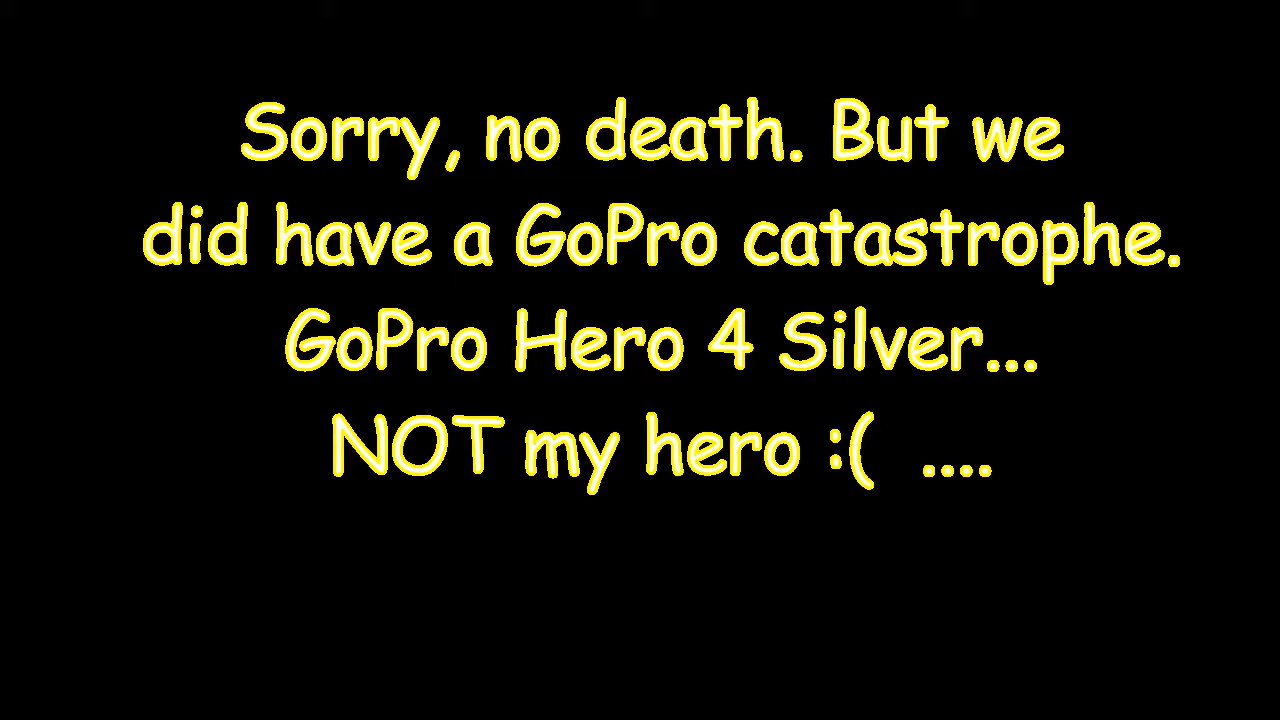 Sorry, no death. But we
did have a GoPro catastrophe.
GoPro Hero 4 Silver...
NOT my hero :(  ....